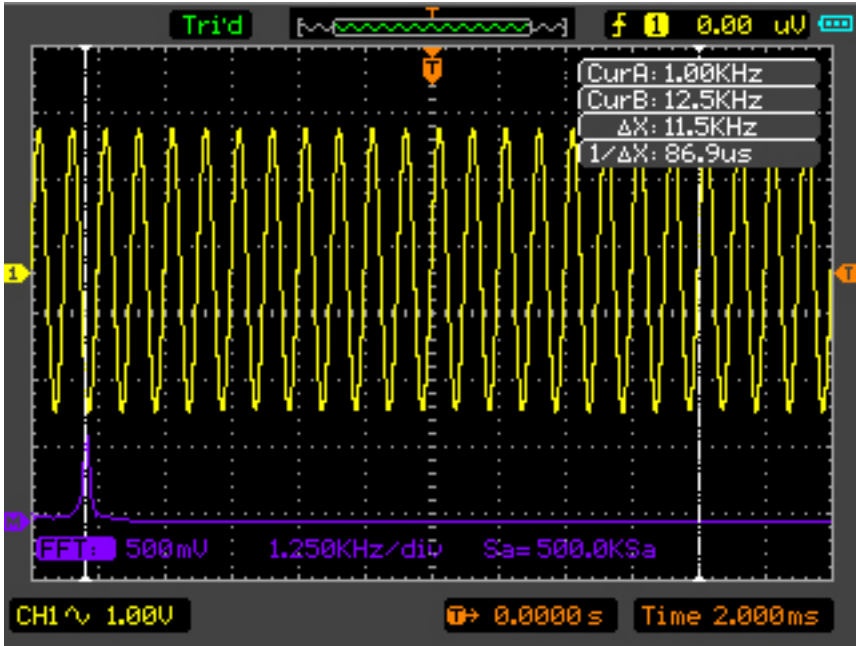 T
Tri'd
1
0.00 uV
T
CurA: 1.00KHz
CurB: 12.5KHz
ΔX: 11.5KHz
1/ΔX: 86.9us
1
T
M
FFT: 500mV 1.250KHz/div Sa=500.0KSa
CH1 1.00V
T 0.0000s
Time 2.000ms